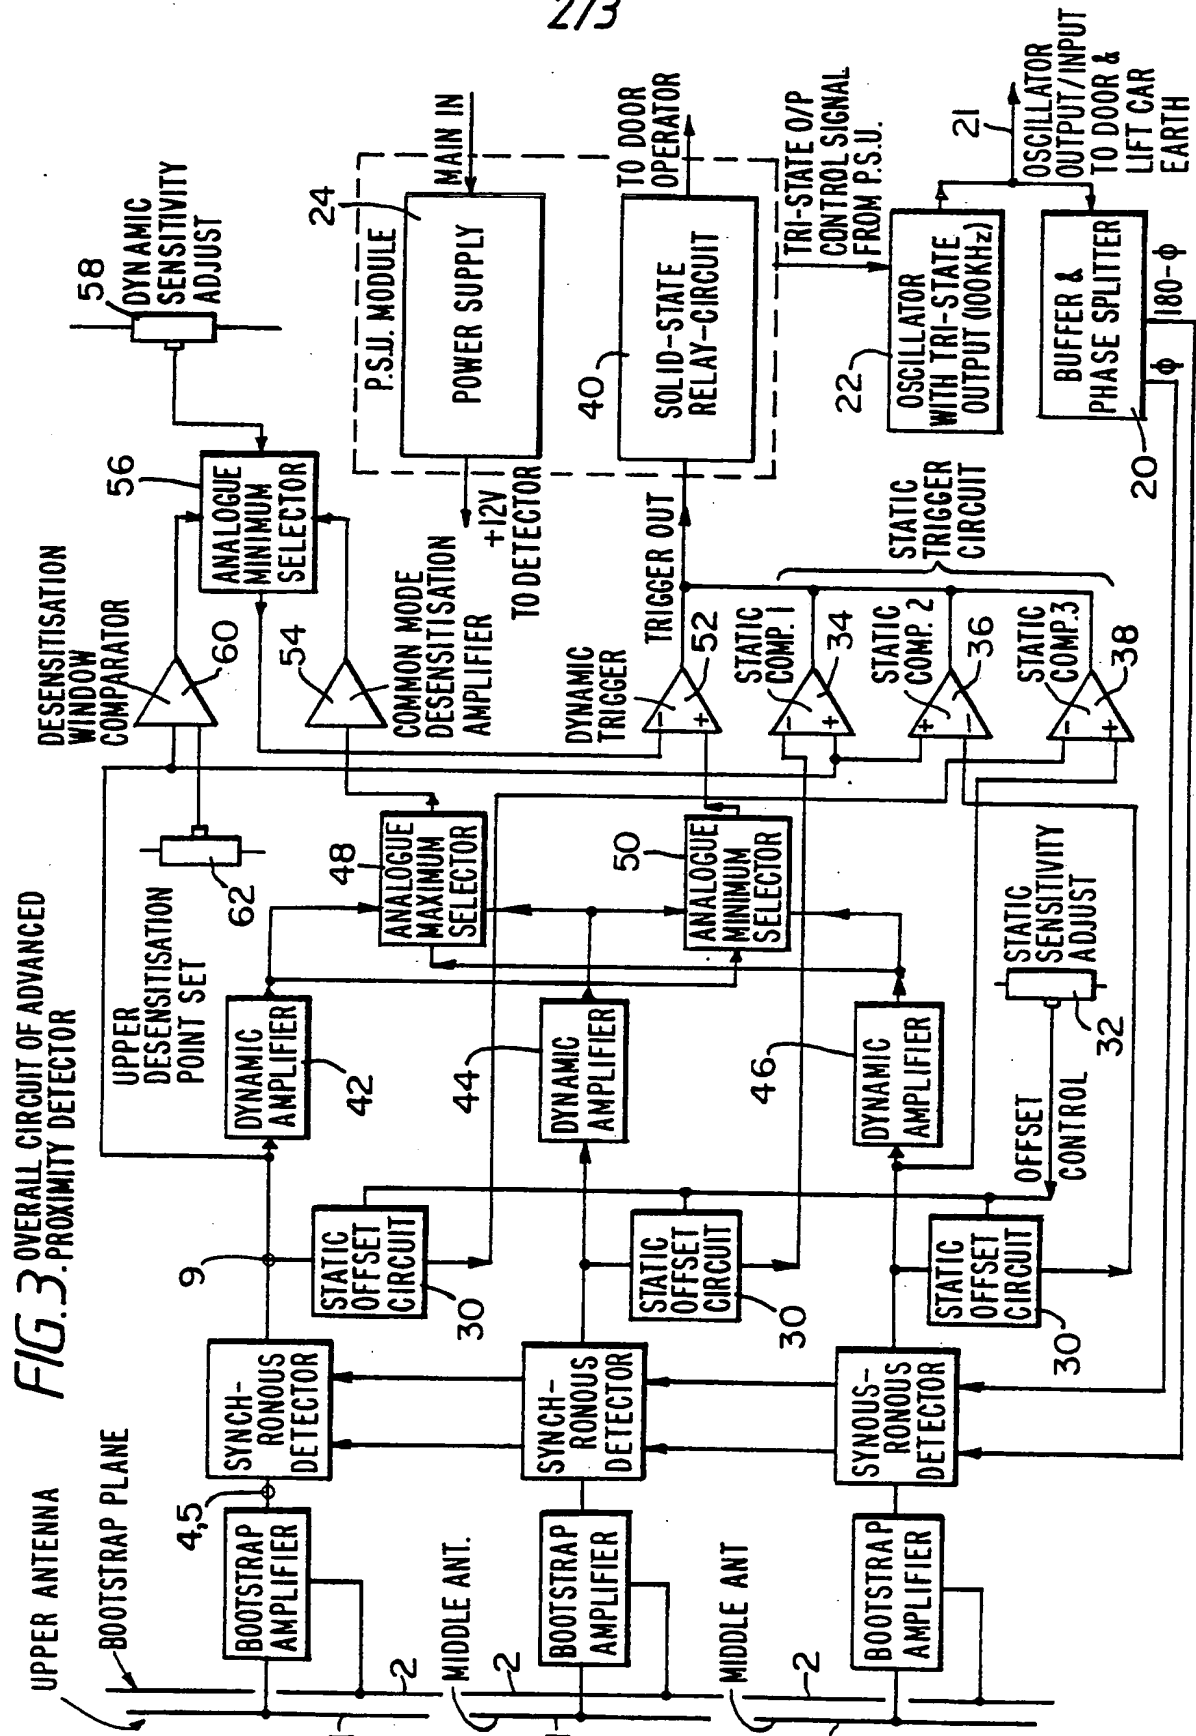 2/3
FIG. 3. OVERALL CIRCUIT OF ADVANCED
PROXIMITY DETECTOR
UPPER ANTENNA
BOOTSTRAP PLANE
BOOTSTRAP
AMPLIFIER
4,5
SYNCH-
RONOUS
DETECTOR
9
STATIC
OFFSET
CIRCUIT
30
DYNAMIC
AMPLIFIER
42
UPPER
DESENSITISATION
POINT SET
62
DESENSITISATION
WINDOW
COMPARATOR
60
54
COMMON MODE
DESENSITISATION
AMPLIFIER
56
ANALOGUE
MINIMUM
SELECTOR
58
DYNAMIC
SENSITIVITY
ADJUST
2
MIDDLE ANT.
2
BOOTSTRAP
AMPLIFIER
SYNCH-
RONOUS
DETECTOR
STATIC
OFFSET
CIRCUIT
30
44
DYNAMIC
AMPLIFIER
48
ANALOGUE
MAXIMUM
SELECTOR
50
ANALOGUE
MINIMUM
SELECTOR
DYNAMIC
TRIGGER
-
+
52
TRIGGER OUT
+12V
TO DETECTOR
P.S.U. MODULE
24
POWER SUPPLY
MAIN IN
40
SOLID-STATE
RELAY-CIRCUIT
TO DOOR
OPERATOR
MIDDLE ANT
2
BOOTSTRAP
AMPLIFIER
SYNOUS-
RONOUS
DETECTOR
STATIC
OFFSET
CIRCUIT
30
46
DYNAMIC
AMPLIFIER
OFFSET
CONTROL
32
STATIC
SENSITIVITY
ADJUST
STATIC
COMP. 1
-
+
34
STATIC
COMP. 2
+
-
36
STATIC
COMP.3
-
+
38
STATIC
TRIGGER
CIRCUIT
TRI-STATE O/P
CONTROL SIGNAL
FROM P.S.U.
22
OSCILLATOR
WITH TRI-STATE
OUTPUT (100KHz)
20
BUFFER &
PHASE SPLITTER
ϕ
180-ϕ
21
OSCILLATOR
OUTPUT/INPUT
TO DOOR &
LIFT CAR
EARTH